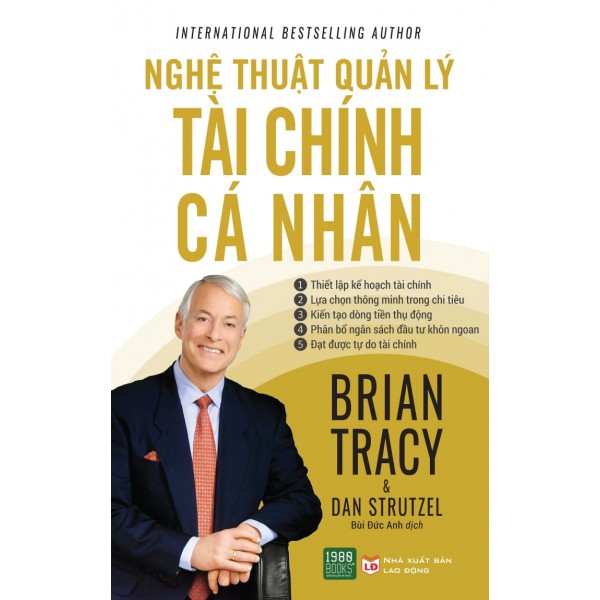 INTERNATIONAL BESTSELLING AUTHOR
NGHỆ THUẬT QUẢN LÝ
TÀI CHÍNH
CÁ NHÂN
1 Thiết lập kế hoạch tài chính
2 Lựa chọn thông minh trong chi tiêu
3 Kiến tạo dòng tiền thụ động
4 Phân bổ ngân sách đầu tư khôn ngoan
5 Đạt được tự do tài chính
BRIAN
TRACY
&
DAN STRUTZEL
Bùi Đức Anh dịch
1980
BOOKS
LĐ
NHÀ XUẤT BẢN
LAO ĐỘNG